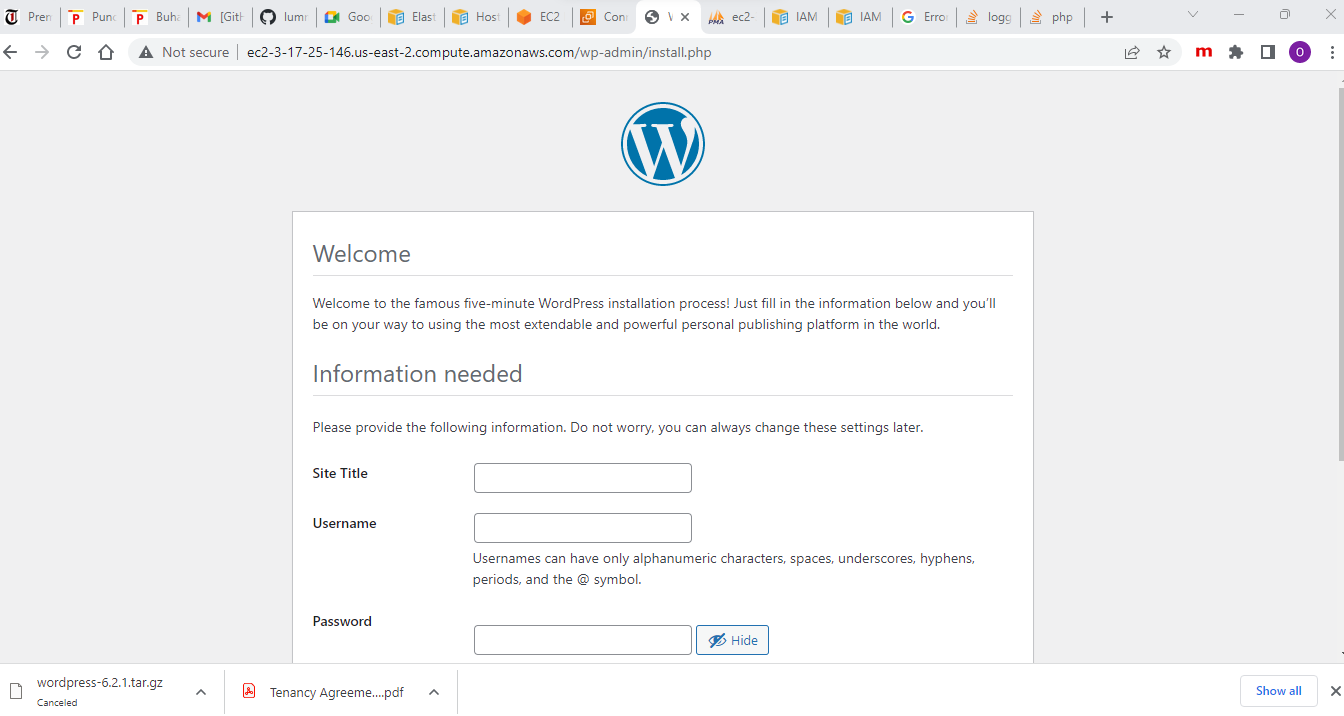 Pren
Punc
Buha
[Gith
lumr
Goo
Elast
Host
EC2
Con
ec2-
IAM
IAM
Erro
logg
php
Not secure
ec2-3-17-25-146.us-east-2.compute.amazonaws.com/wp-admin/install.php
Welcome
Welcome to the famous five-minute WordPress installation process! Just fill in the information below and you'll
be on your way to using the most extendable and powerful personal publishing platform in the world.
Information needed
Please provide the following information. Do not worry, you can always change these settings later.
Site Title
Username
Usernames can have only alphanumeric characters, spaces, underscores, hyphens,
periods, and the @ symbol.
Password
Hide
wordpress-6.2.1.tar.gz
Canceled
Tenancy Agreeme....pdf
Show all